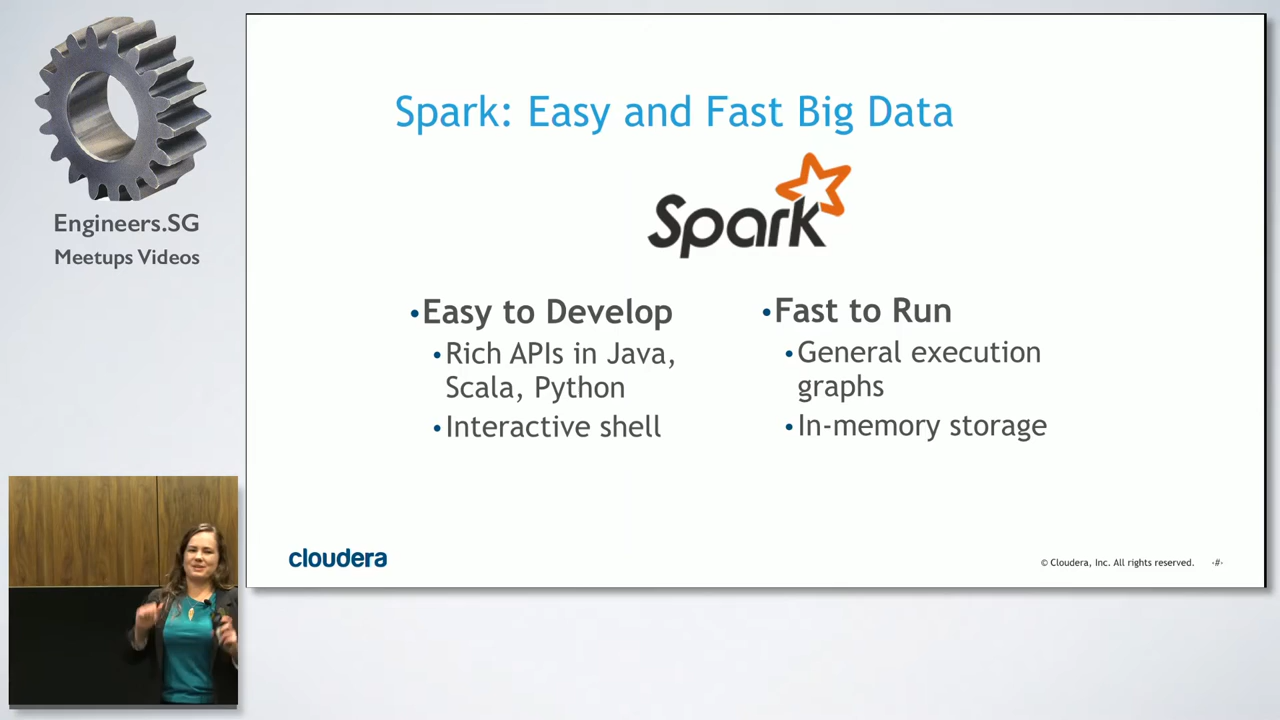 Engineers.SG
Meetups Videos
Spark: Easy and Fast Big Data
Spark
•Easy to Develop
•Rich APIs in Java,
Scala, Python
•Interactive shell
•Fast to Run
•General execution
graphs
•In-memory storage
cloudera
© Cloudera, Inc. All rights reserved. ‹#›